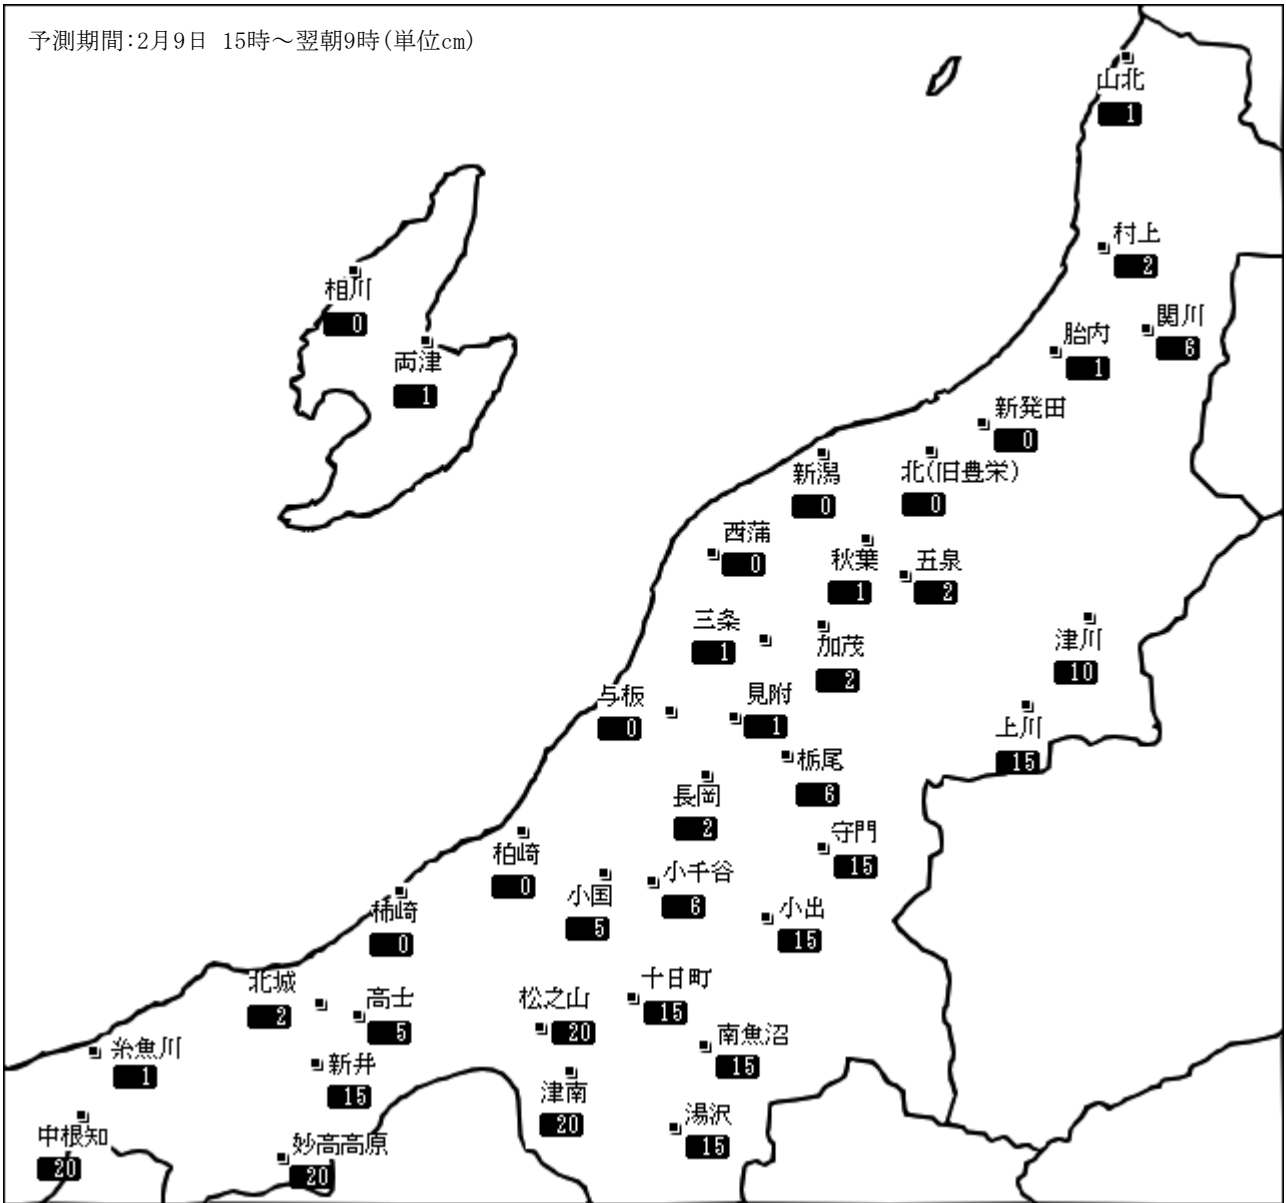 予測期間:2月9日 15時～翌朝9時(単位cm)
山北
1
村上
2
相川
0
関川
6
胎内
1
両津
1
新発田
0
新潟
0
北(旧豊栄)
0
西蒲
0
秋葉
1
五泉
2
三条
1
加茂
2
津川
10
与板
0
見附
1
上川
15
栃尾
6
長岡
2
守門
15
柏崎
0
小国
5
小千谷
6
小出
15
柿崎
0
北城
2
高士
5
松之山
20
十日町
15
南魚沼
15
糸魚川
1
新井
15
津南
20
湯沢
15
中根知
20
妙高高原
20